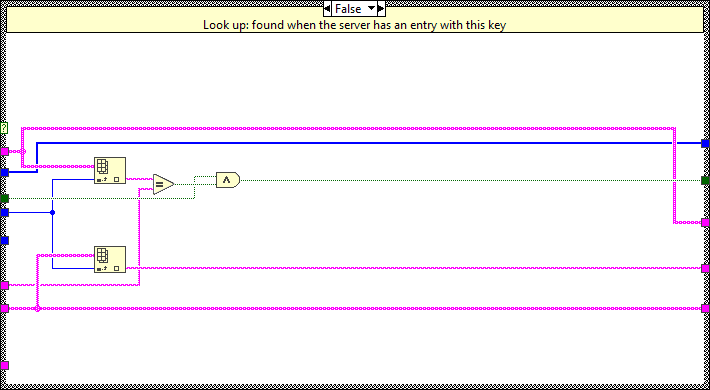 False
Look up: found when the server has an entry with this key
?
=
∧